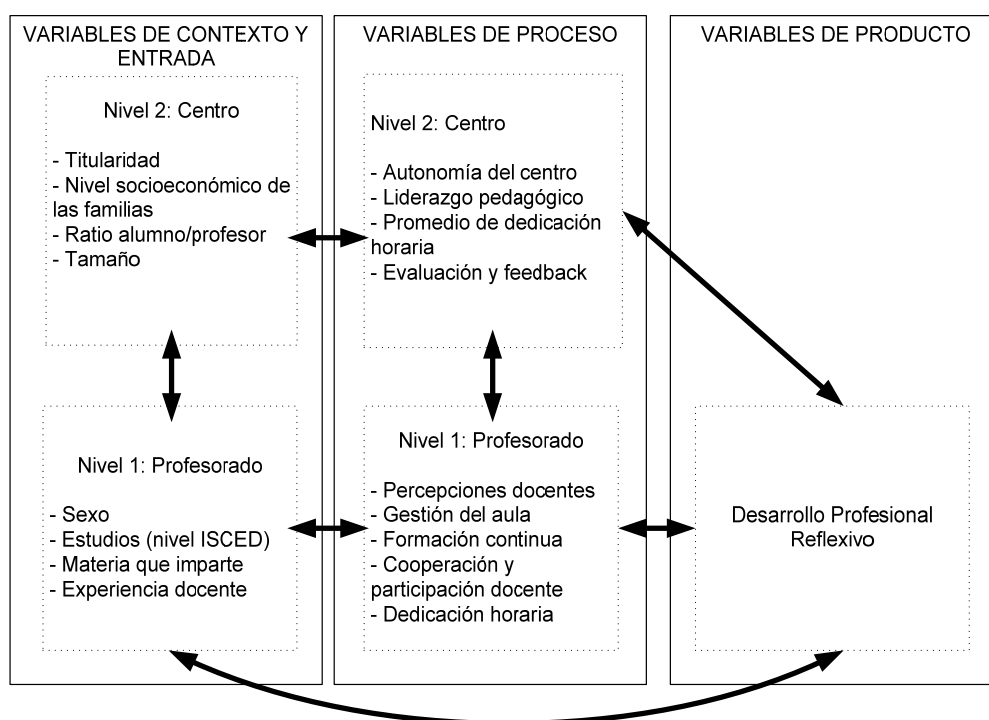 VARIABLES DE CONTEXTO Y
ENTRADA
Nivel 2: Centro
- Titularidad
- Nivel socioeconómico de
las familias
- Ratio alumno/profesor
- Tamaño
Nivel 1: Profesorado
- Sexo
- Estudios (nivel ISCED)
- Materia que imparte
- Experiencia docente
VARIABLES DE PROCESO
Nivel 2: Centro
- Autonomía del centro
- Liderazgo pedagógico
- Promedio de dedicación
horaria
- Evaluación y feedback
Nivel 1: Profesorado
- Percepciones docentes
- Gestión del aula
- Formación continua
- Cooperación y
participación docente
- Dedicación horaria
VARIABLES DE PRODUCTO
Desarrollo Profesional
Reflexivo